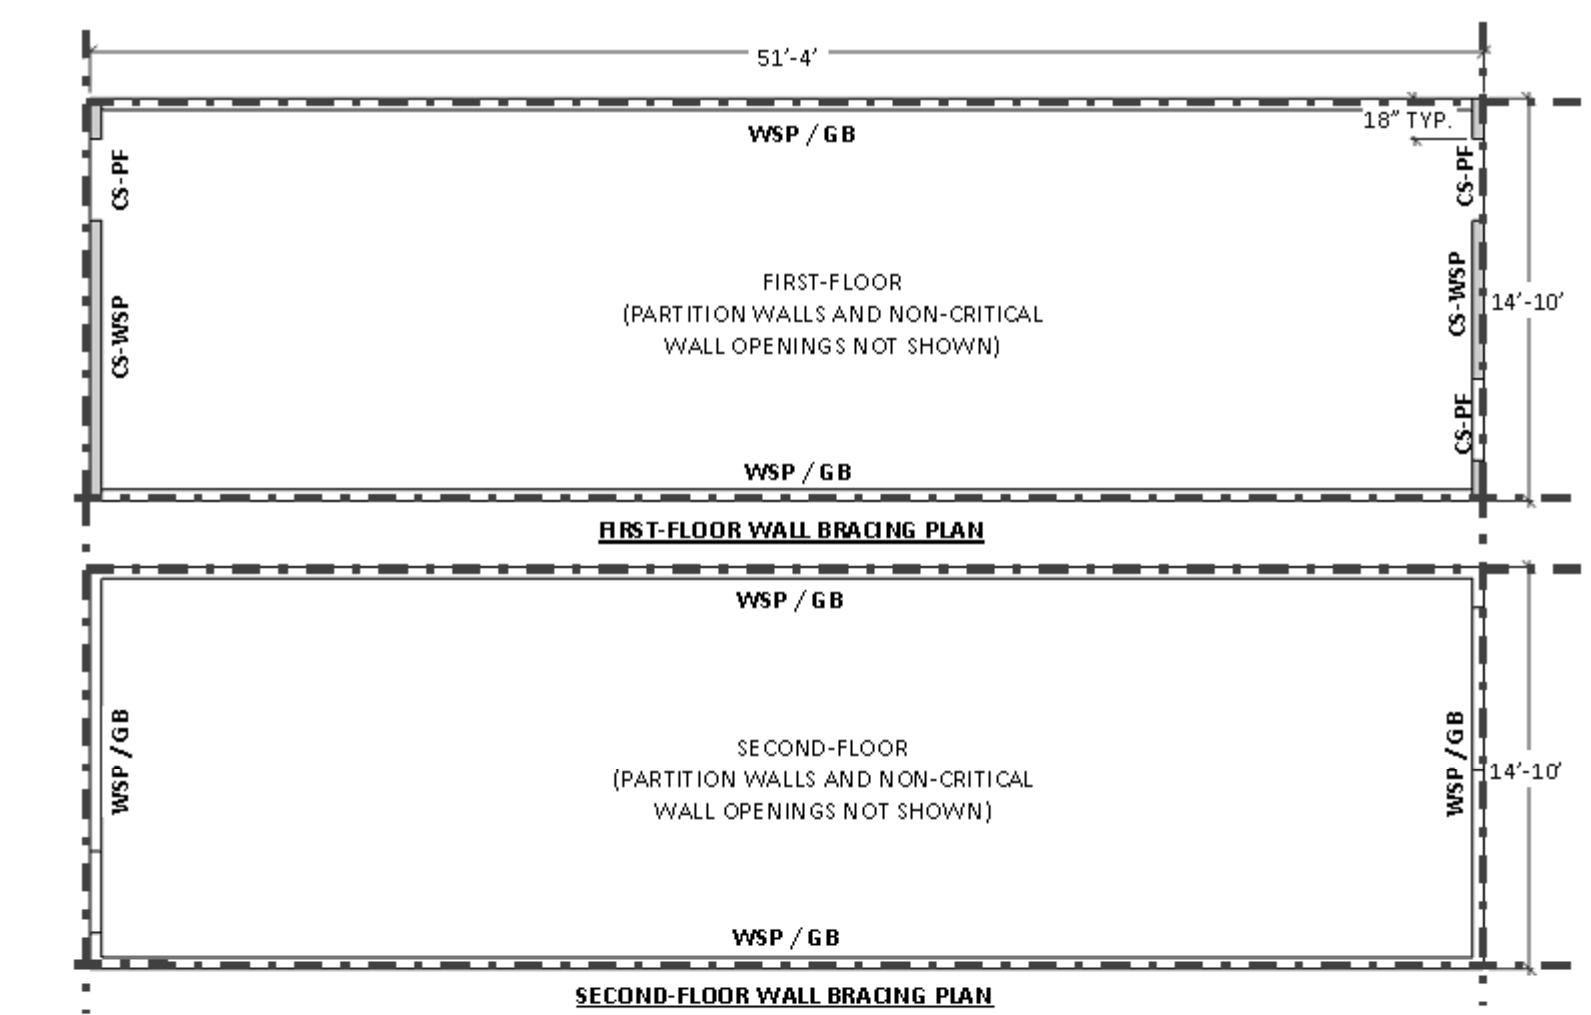 51'-4"
WSP / GB
18" TYP.
CS-PF
CS-PF
CS-WSP
CS-WSP
FIRST-FLOOR
(PARTITION WALLS AND NON-CRITICAL
WALL OPENINGS NOT SHOWN)
14'-10'
CS-PF
WSP / GB
FIRST-FLOOR WALL BRACING PLAN
WSP / GB
WSP / GB
SECOND-FLOOR
(PARTITION WALLS AND NON-CRITICAL
WALL OPENINGS NOT SHOWN)
WSP / GB
14'-10'
WSP / GB
SECOND-FLOOR WALL BRACING PLAN